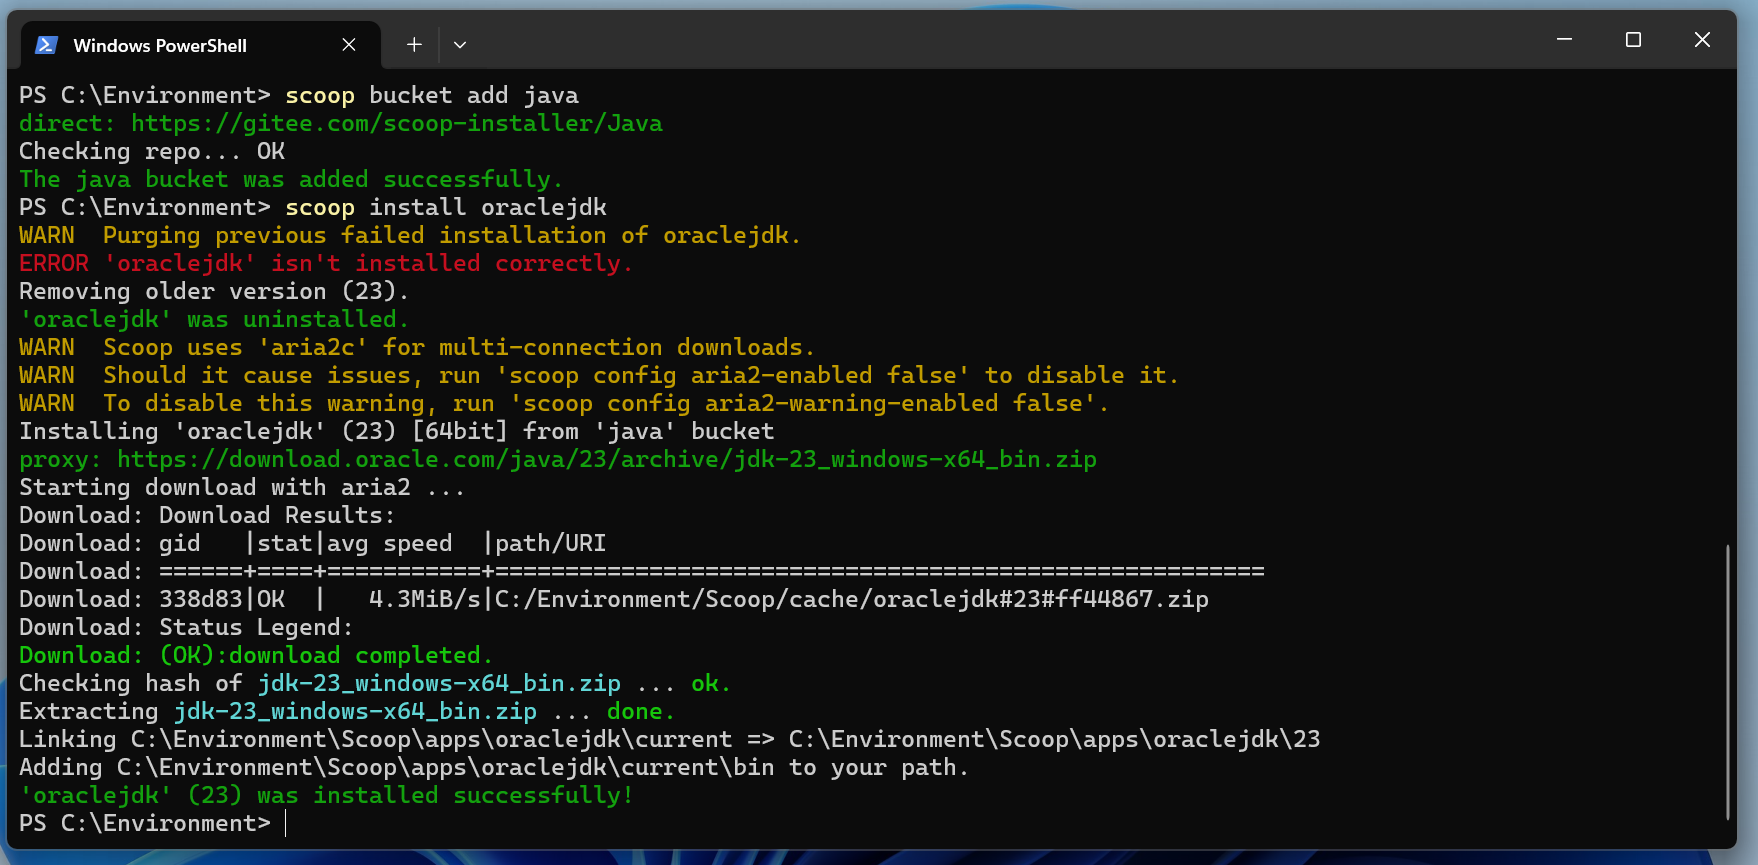 Windows PowerShell
PS C:\Environment> scoop bucket add java
direct: https://gitee.com/scoop-installer/Java
Checking repo... OK
The java bucket was added successfully.
PS C:\Environment> scoop install oraclejdk
WARN  Purging previous failed installation of oraclejdk.
ERROR 'oraclejdk' isn't installed correctly.
Removing older version (23).
'oraclejdk' was uninstalled.
WARN  Scoop uses 'aria2c' for multi-connection downloads.
WARN  Should it cause issues, run 'scoop config aria2-enabled false' to disable it.
WARN  To disable this warning, run 'scoop config aria2-warning-enabled false'.
Installing 'oraclejdk' (23) [64bit] from 'java' bucket
proxy: https://download.oracle.com/java/23/archive/jdk-23_windows-x64_bin.zip
Starting download with aria2 ...
Download: Download Results:
Download: gid   |stat|avg speed  |path/URI
Download: ======+====+===========+=======================================================
Download: 338d83|OK  |   4.3MiB/s|C:/Environment/Scoop/cache/oraclejdk#23#ff44867.zip
Download: Status Legend:
Download: (OK):download completed.
Checking hash of jdk-23_windows-x64_bin.zip ... ok.
Extracting jdk-23_windows-x64_bin.zip ... done.
Linking C:\Environment\Scoop\apps\oraclejdk\current => C:\Environment\Scoop\apps\oraclejdk\23
Adding C:\Environment\Scoop\apps\oraclejdk\current\bin to your path.
'oraclejdk' (23) was installed successfully!
PS C:\Environment>